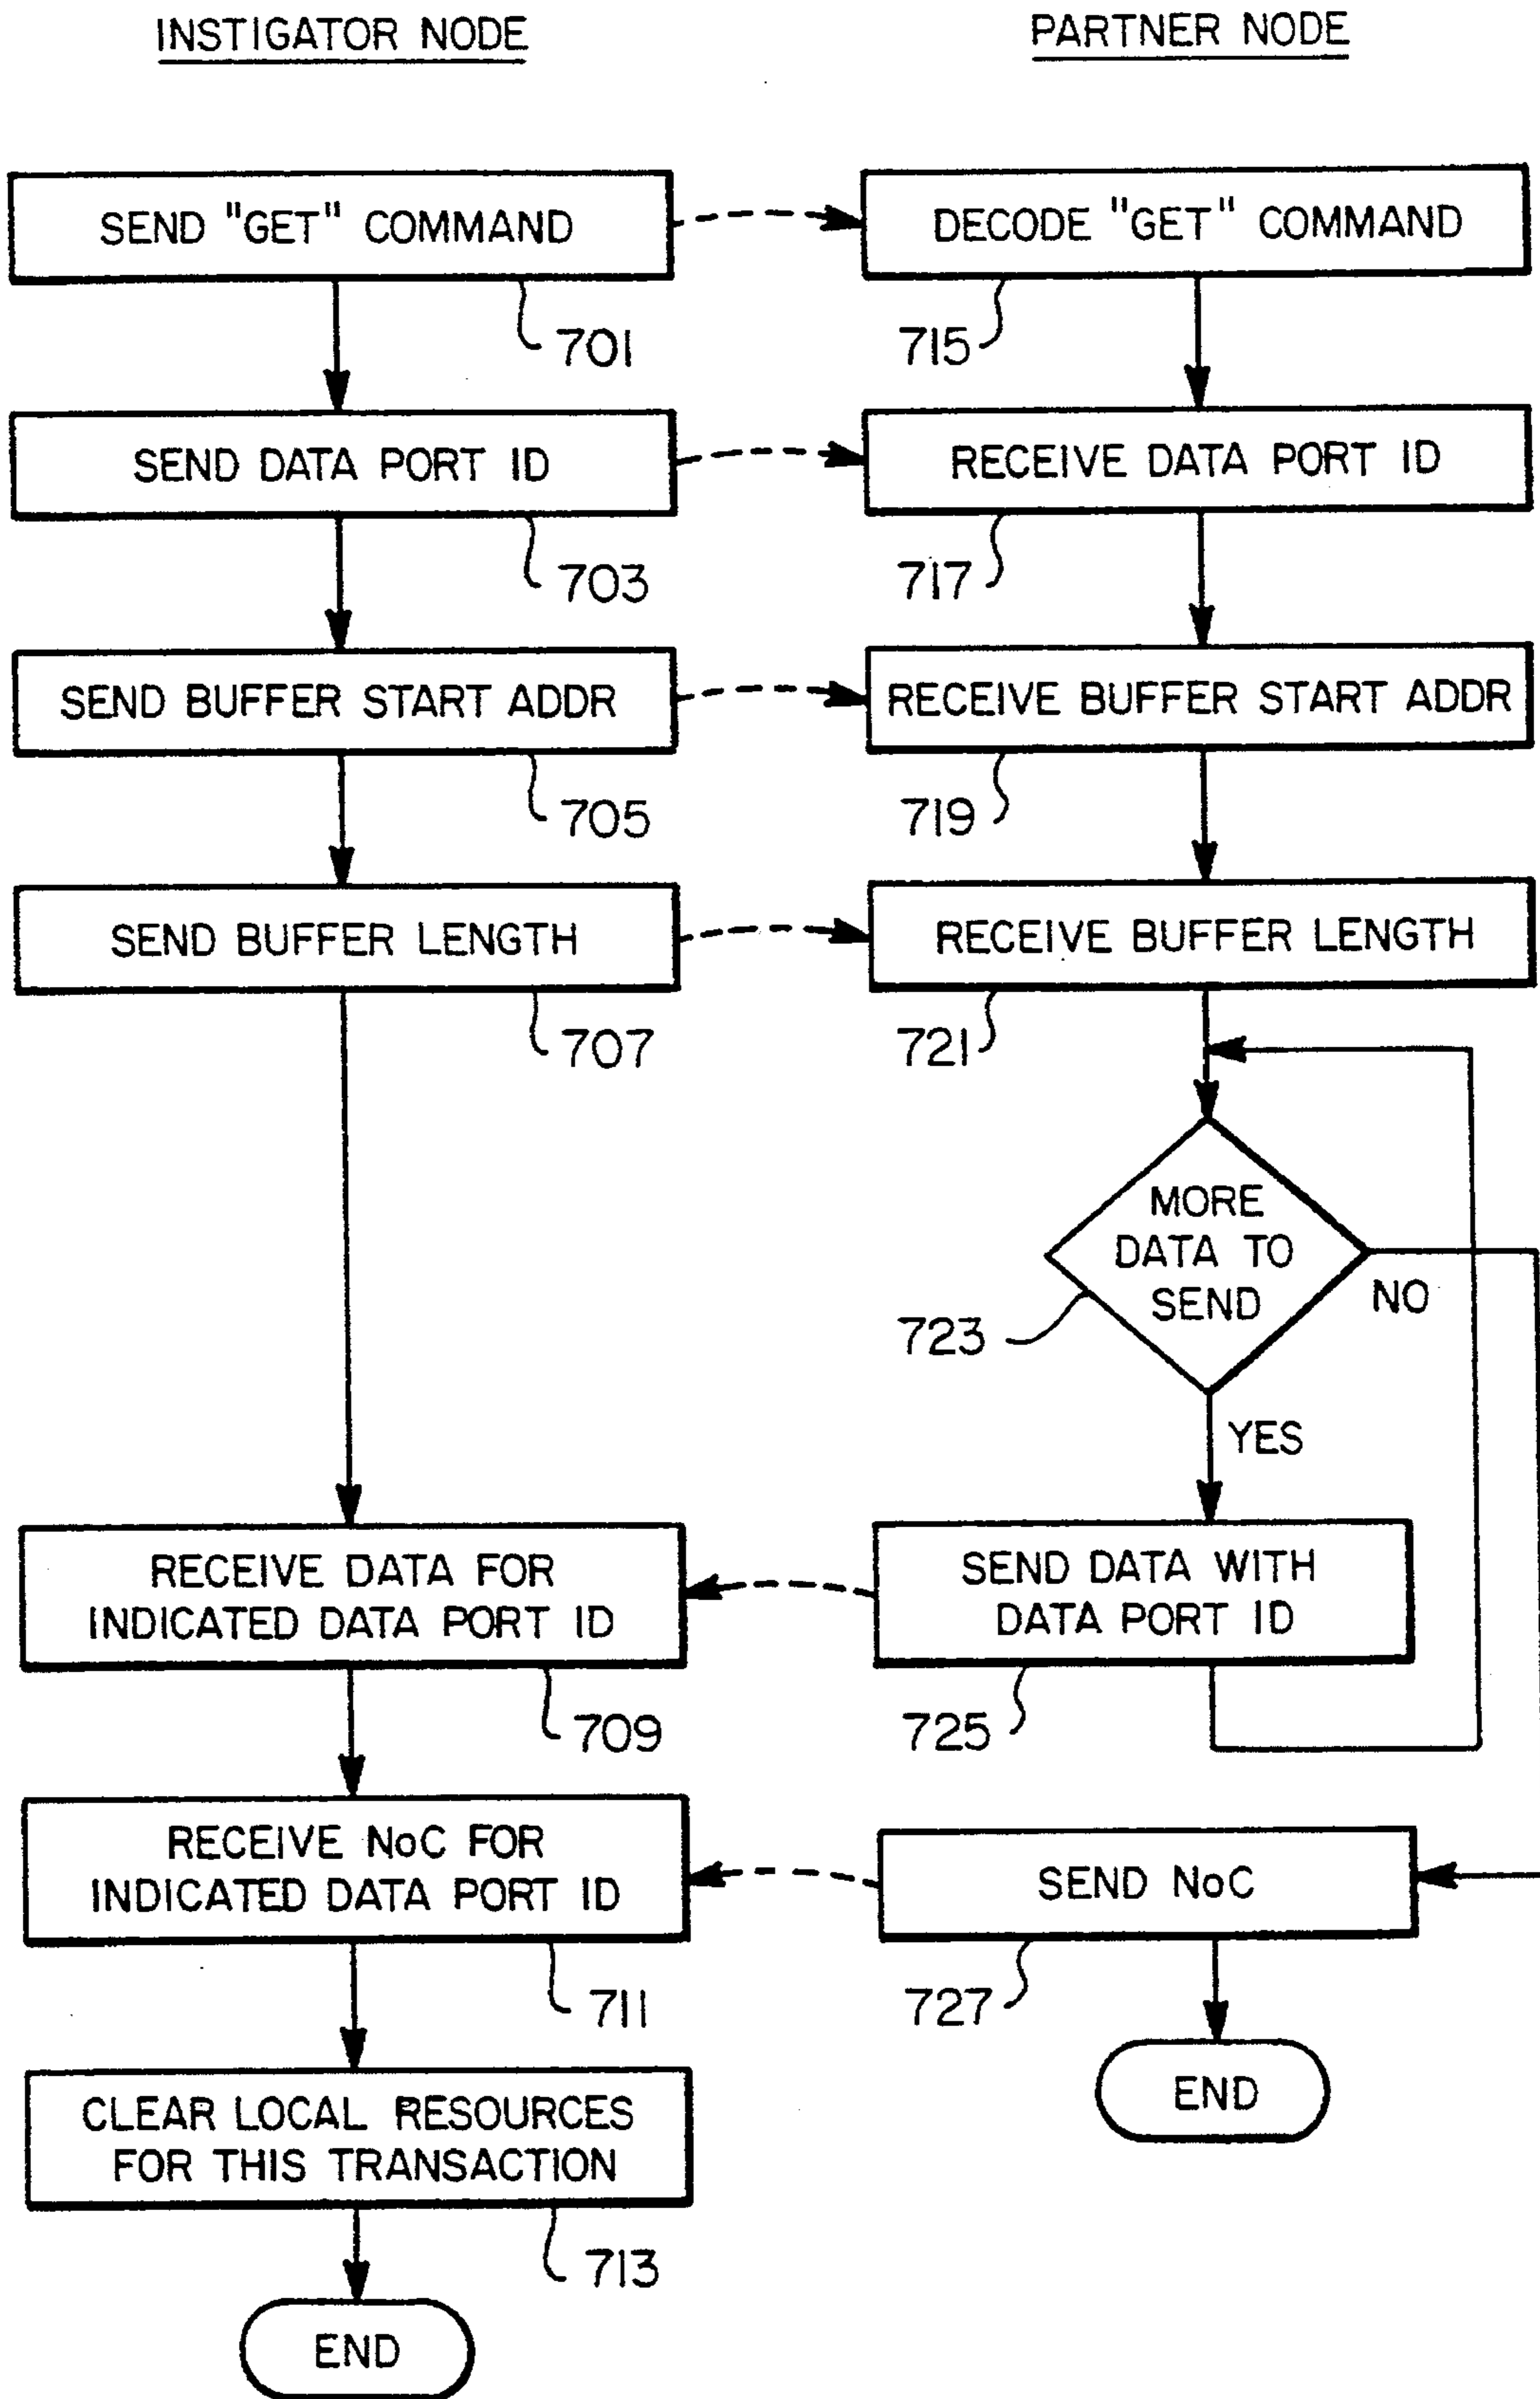 INSTIGATOR NODE
PARTNER NODE
SEND "GET" COMMAND
701
DECODE "GET" COMMAND
715
SEND DATA PORT ID
703
RECEIVE DATA PORT ID
717
SEND BUFFER START ADDR
705
RECEIVE BUFFER START ADDR
719
SEND BUFFER LENGTH
707
RECEIVE BUFFER LENGTH
721
MORE
DATA TO
SEND
723
NO
YES
RECEIVE DATA FOR
INDICATED DATA PORT ID
709
SEND DATA WITH
DATA PORT ID
725
RECEIVE NoC FOR
INDICATED DATA PORT ID
711
SEND NoC
727
END
CLEAR LOCAL RESOURCES
FOR THIS TRANSACTION
713
END